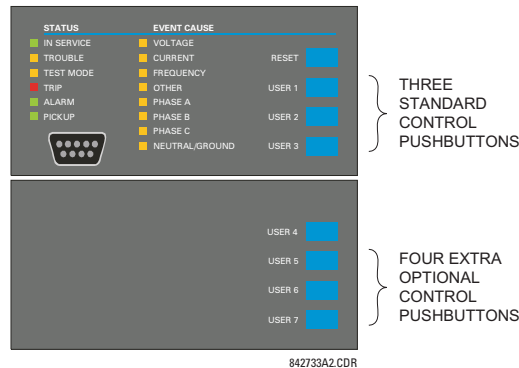 STATUS EVENT CAUSE
IN SERVICE VOLTAGE
TROUBLE CURRENT RESET
TEST MODE FREQUENCY
TRIP OTHER USER 1
ALARM PHASE A
PICKUP PHASE B USER 2
PHASE C
NEUTRAL/GROUND USER 3
THREE
STANDARD
CONTROL
PUSHBUTTONS
USER 4
USER 5
USER 6
USER 7
FOUR EXTRA
OPTIONAL
CONTROL
PUSHBUTTONS
842733A2.CDR